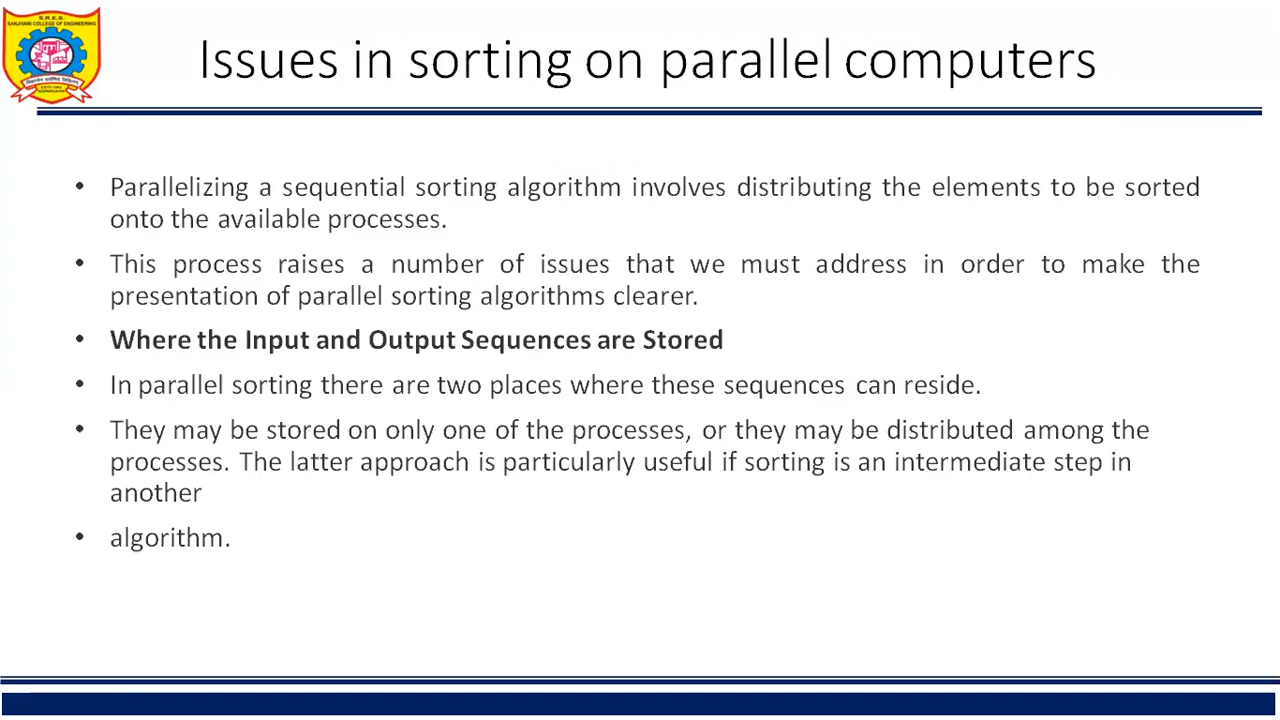 S.R.E.S.
SANJIVANI COLLEGE OF ENGINEERING
Issues in sorting on parallel computers
• Parallelizing a sequential sorting algorithm involves distributing the elements to be sorted
onto the available processes.
• This process raises a number of issues that we must address in order to make the
presentation of parallel sorting algorithms clearer.
• Where the Input and Output Sequences are Stored
• In parallel sorting there are two places where these sequences can reside.
• They may be stored on only one of the processes, or they may be distributed among the
processes. The latter approach is particularly useful if sorting is an intermediate step in
another
• algorithm.